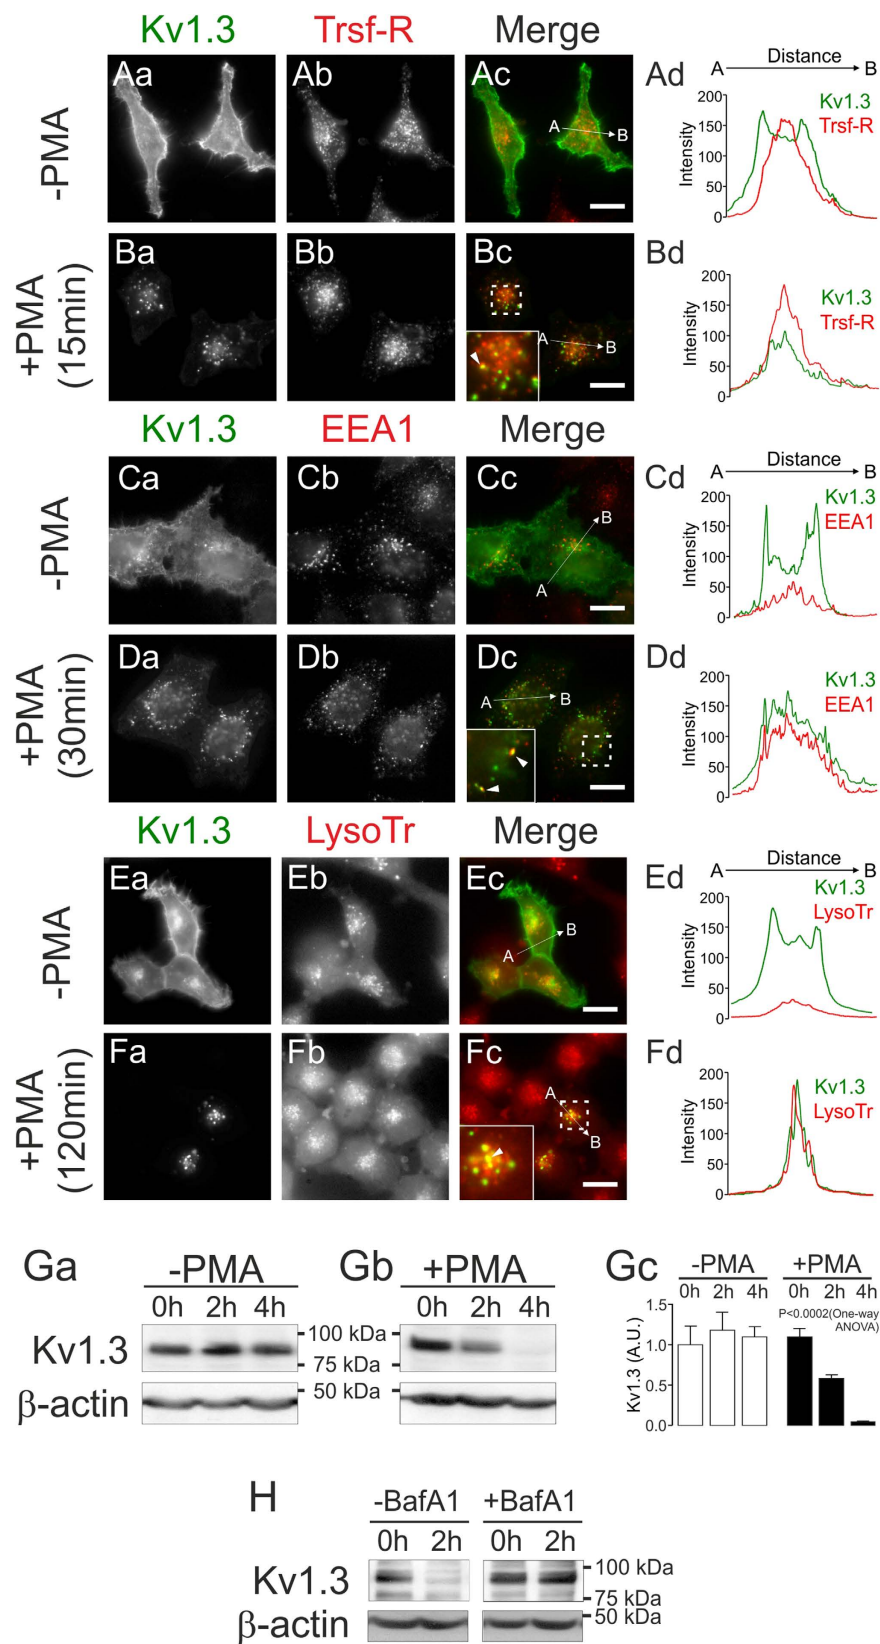 Kv1.3 Trsf-R Merge
-PMA
Aa Ab Ac A B
Ad A Distance B
Kv1.3
Trsf-R
Intensity
200
150
100
50
0
+PMA
(15min)
Ba Bb Bc A B
Bd
Kv1.3
Trsf-R
Intensity
200
150
100
50
0
Kv1.3 EEA1 Merge
-PMA
Ca Cb Cc A B
Cd A Distance B
Kv1.3
EEA1
Intensity
200
150
100
50
0
+PMA
(30min)
Da Db Dc A B
Dd
Kv1.3
EEA1
Intensity
200
150
100
50
0
Kv1.3 LysoTr Merge
-PMA
Ea Eb Ec A B
Ed A Distance B
Kv1.3
LysoTr
Intensity
200
150
100
50
0
+PMA
(120min)
Fa Fb Fc A B
Fd
Kv1.3
LysoTr
Intensity
200
150
100
50
0
Ga -PMA
0h 2h 4h
Gb +PMA
0h 2h 4h
Kv1.3
100 kDa
75 kDa
β-actin
50 kDa
Gc -PMA +PMA
0h 2h 4h 0h 2h 4h
P<0.0002(One-way
ANOVA)
Kv1.3 (A.U.)
1.5
1.0
0.5
0.0
H -BafA1 +BafA1
0h 2h 0h 2h
Kv1.3
100 kDa
75 kDa
β-actin
50 kDa